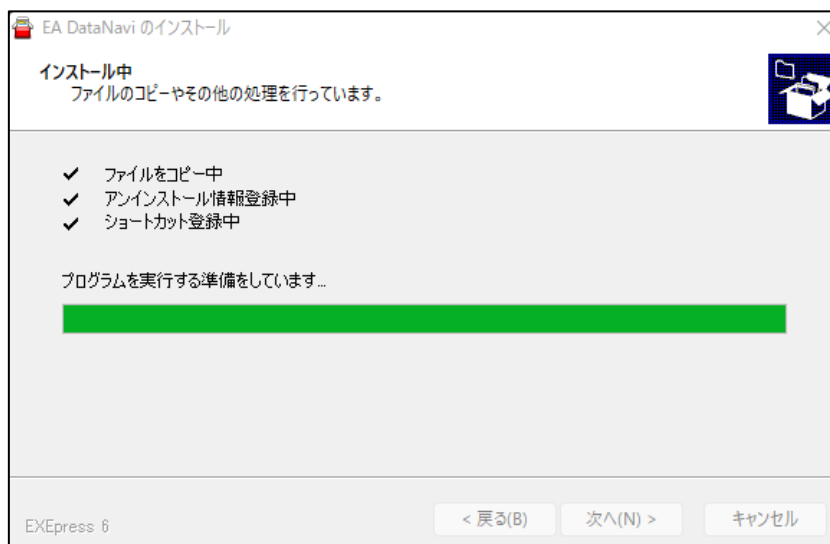 EA DataNavi のインストール
インストール中
ファイルのコピーやその他の処理を行っています。
ファイルをコピー中
アンインストール情報登録中
ショートカット登録中
プログラムを実行する準備をしています...
EXEpress 6
< 戻る(B)
次へ(N) >
キャンセル